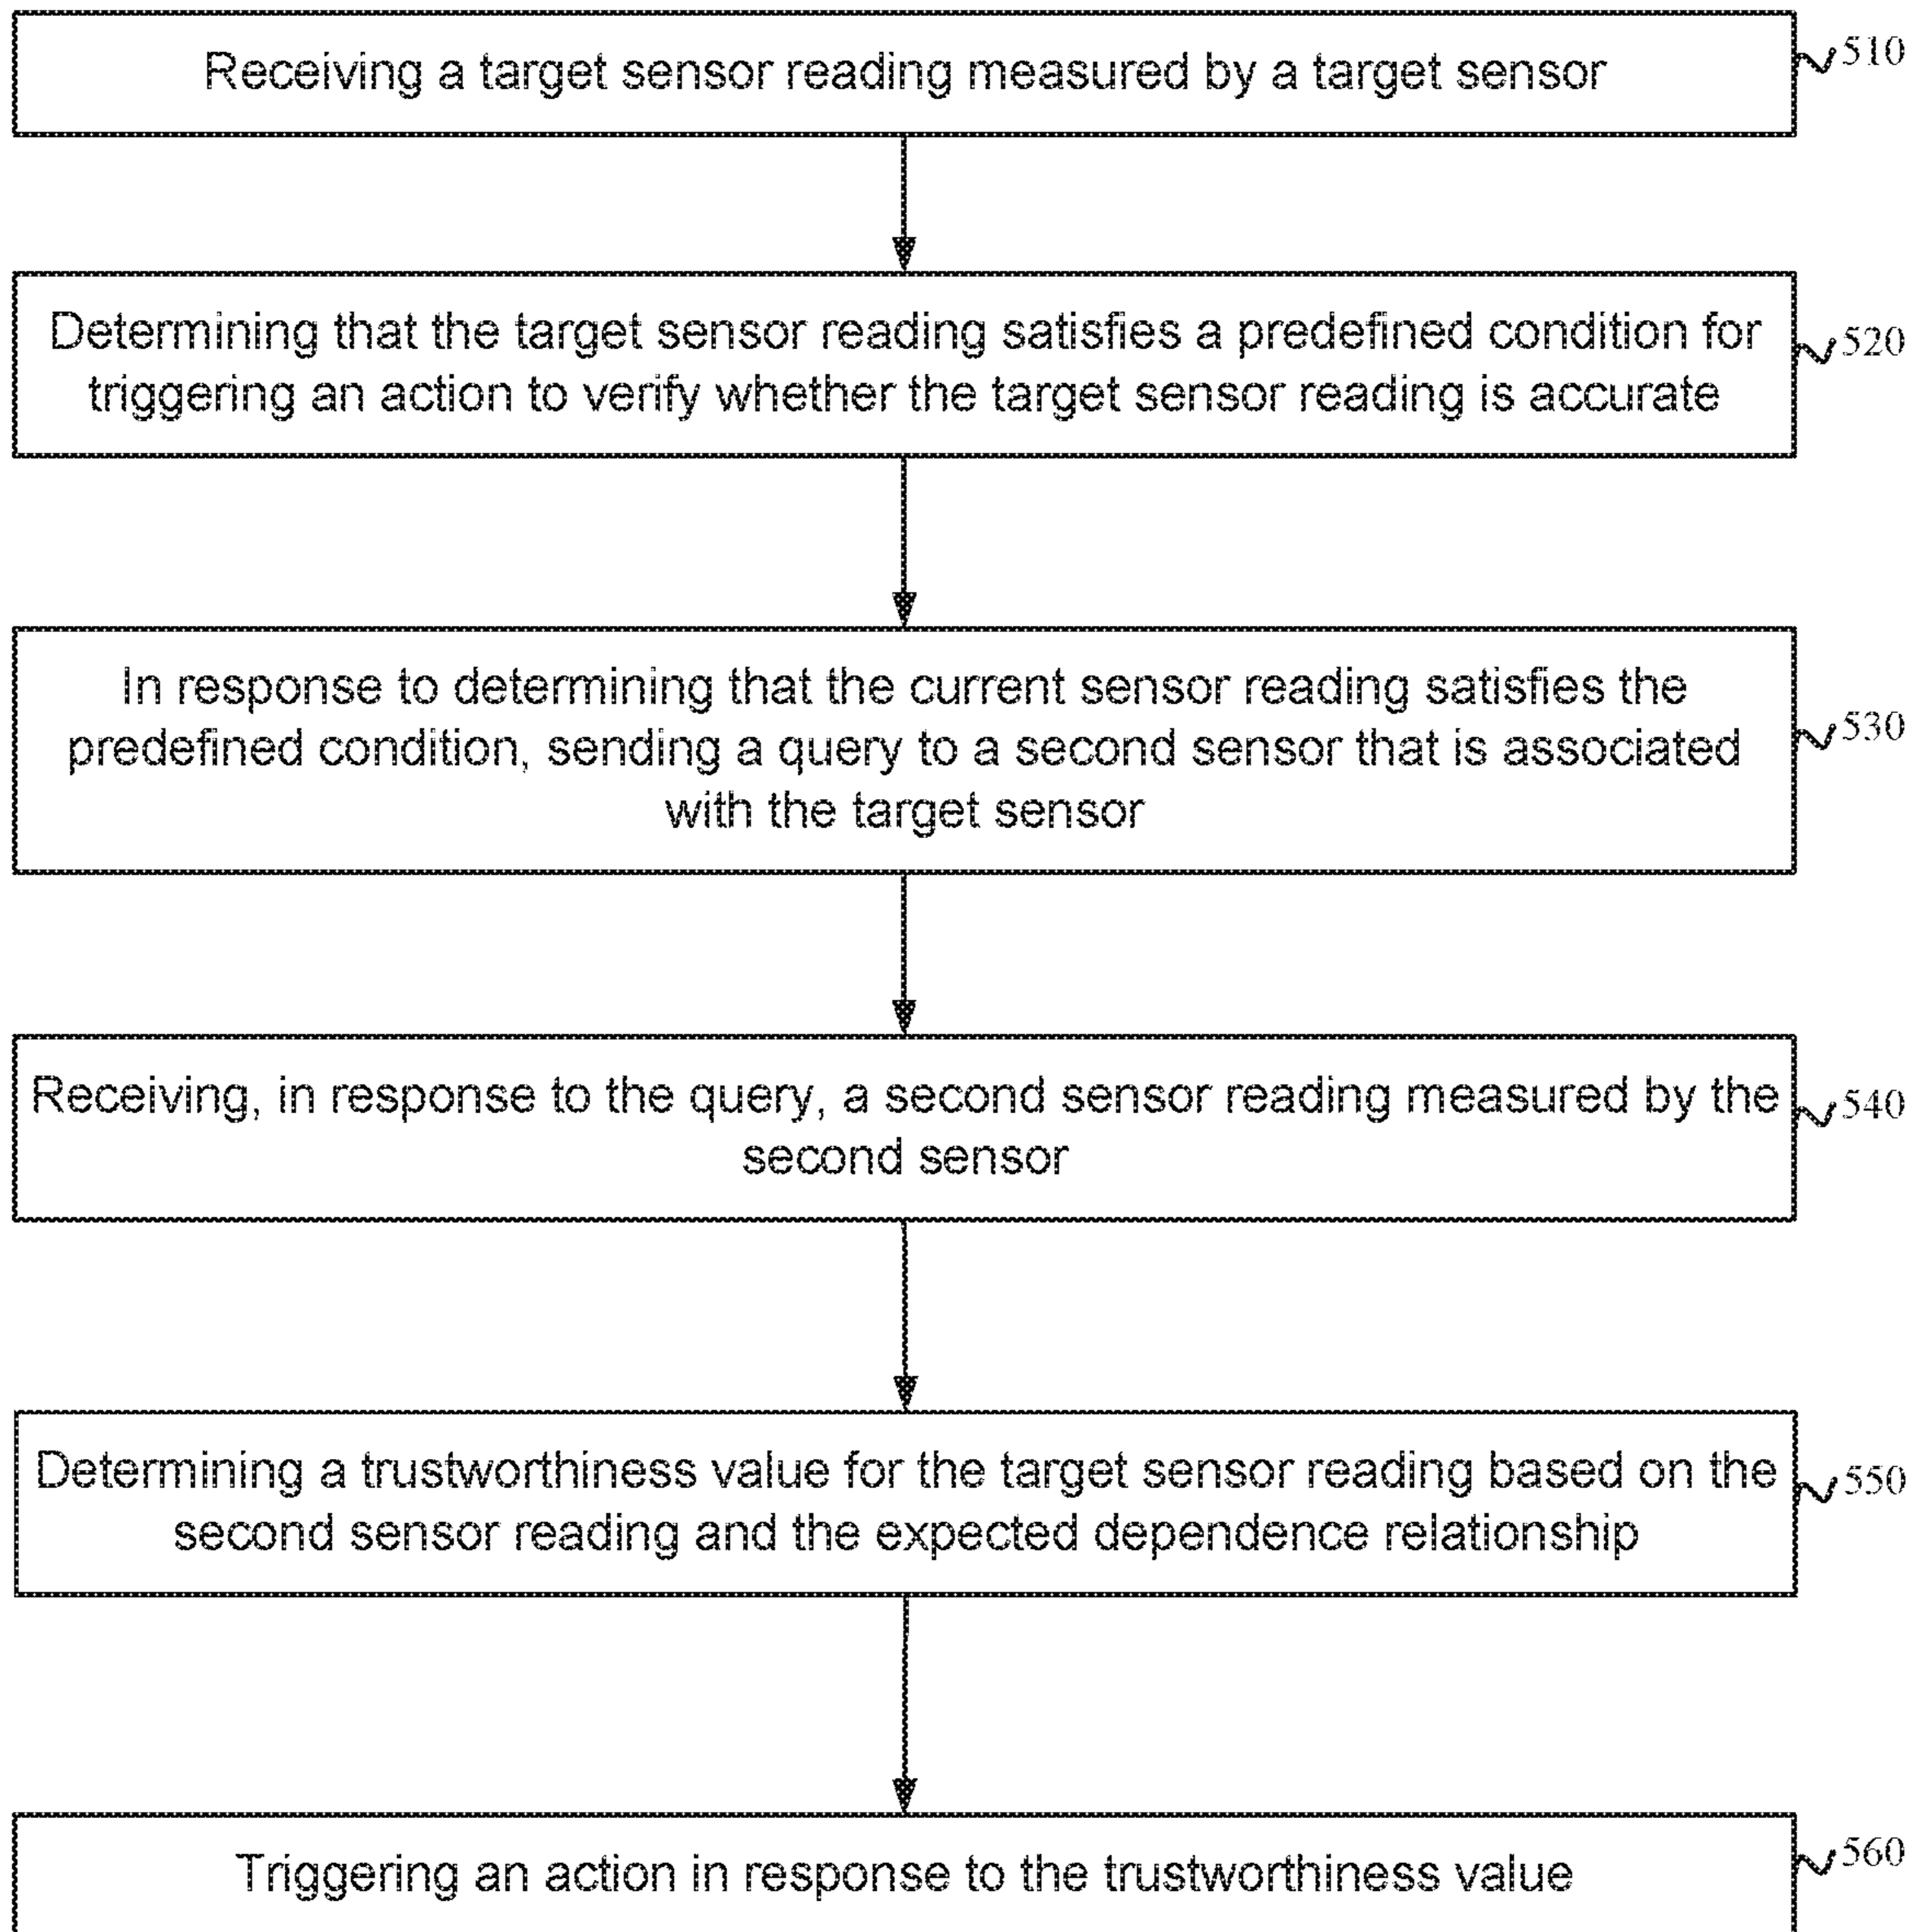 Receiving a target sensor reading measured by a target sensor
510
Determining that the target sensor reading satisfies a predefined condition for
triggering an action to verify whether the target sensor reading is accurate
520
In response to determining that the current sensor reading satisfies the
predefined condition, sending a query to a second sensor that is associated
with the target sensor
530
Receiving, in response to the query, a second sensor reading measured by the
second sensor
540
Determining a trustworthiness value for the target sensor reading based on the
second sensor reading and the expected dependence relationship
550
Triggering an action in response to the trustworthiness value
560